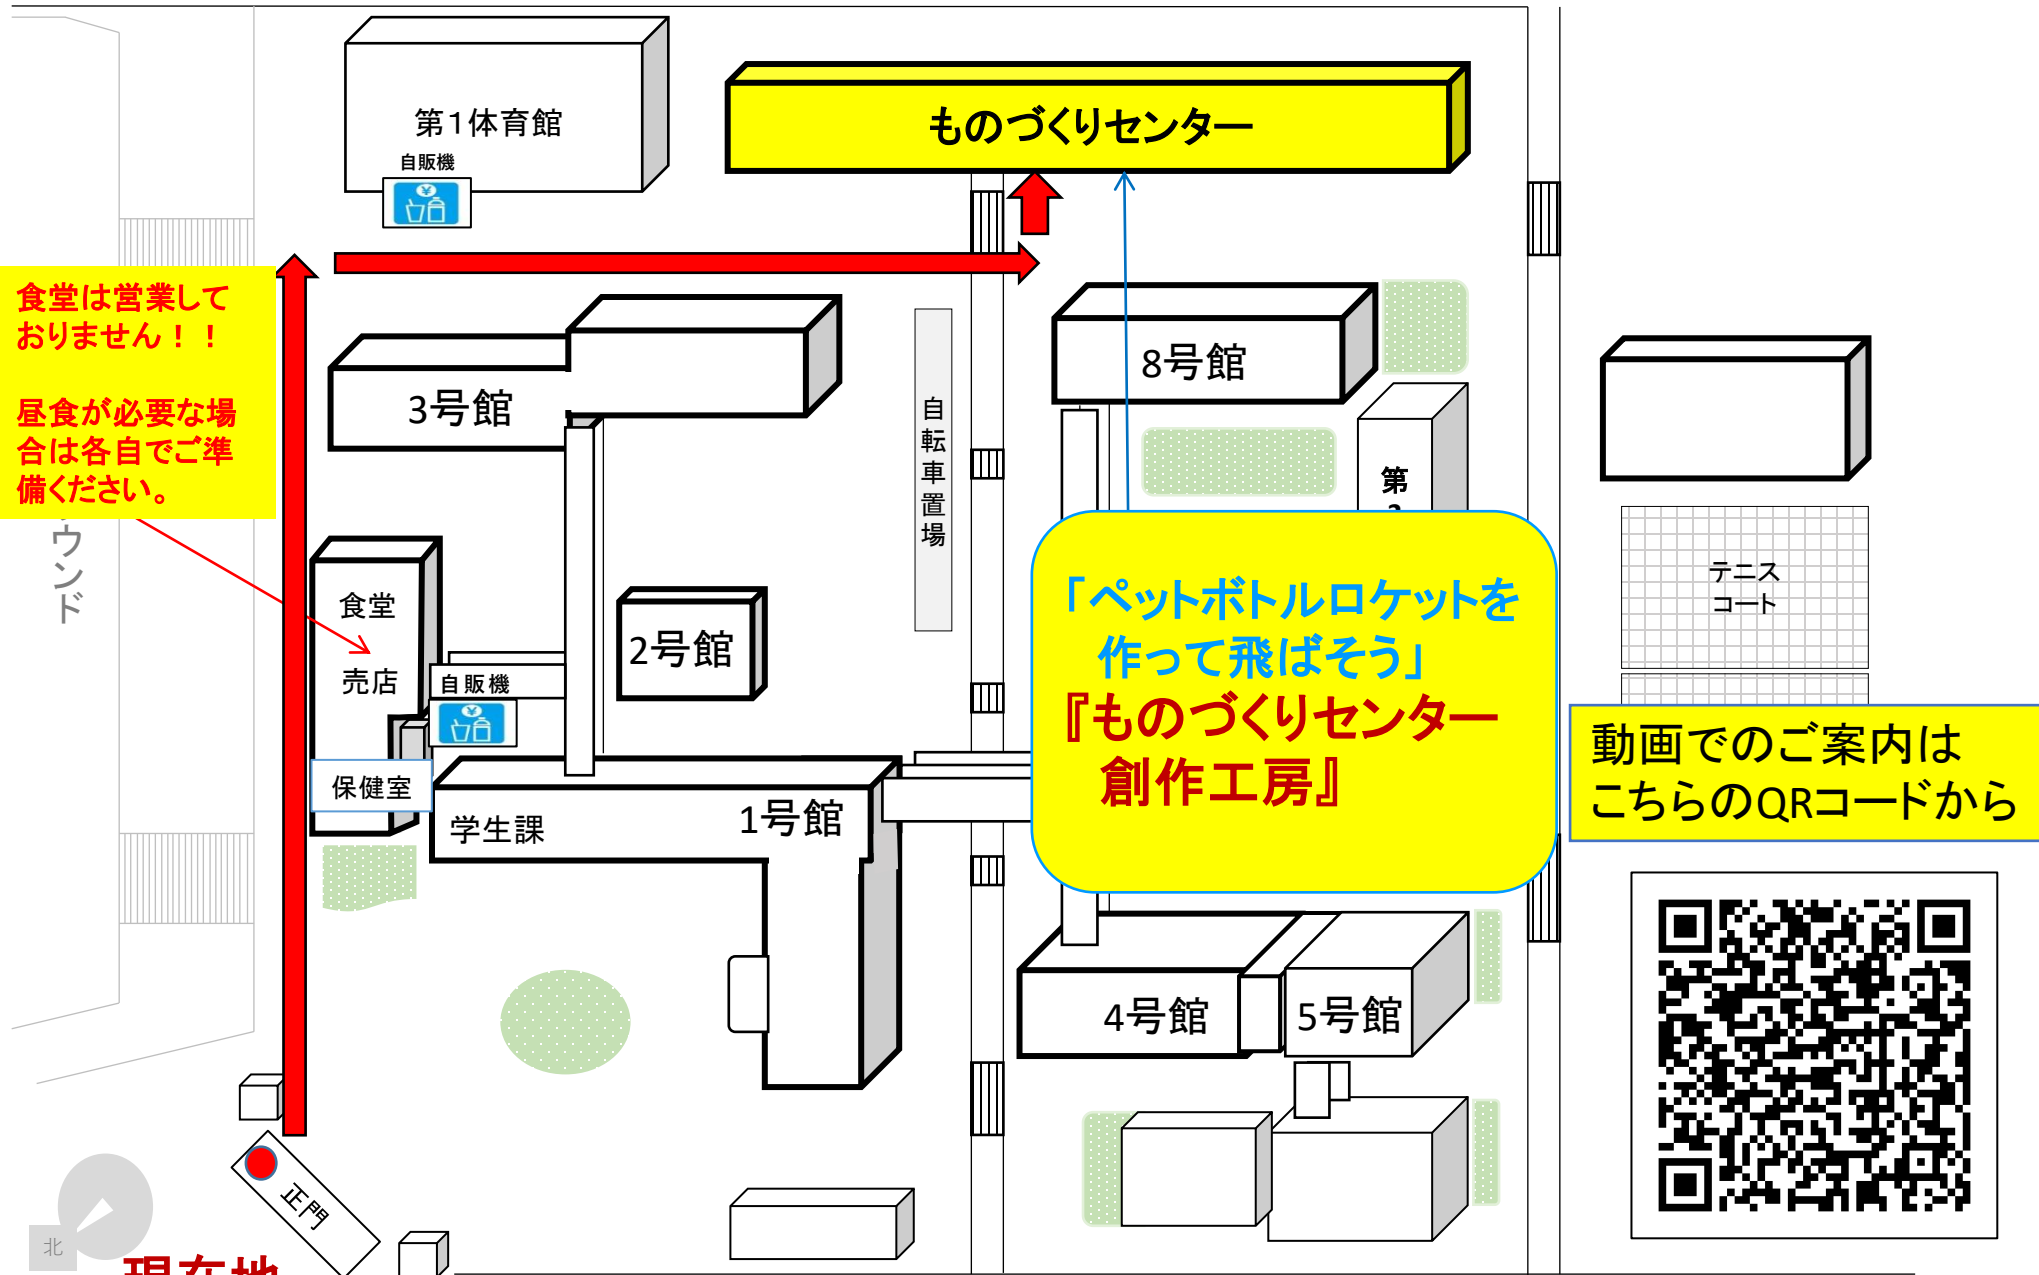 第1体育館
自販機
ものづくりセンター
食堂は営業して
おりません！！
昼食が必要な場
合は各自でご準
備ください。
ウンド
3号館
8号館
自転車置場
第
食堂
売店
自販機
2号館
保健室
学生課
1号館
「ペットボトルロケットを
作って飛ばそう」
『ものづくりセンター
創作工房』
テニス
コート
動画でのご案内は
こちらのQRコードから
4号館
5号館
正門
北
現在地